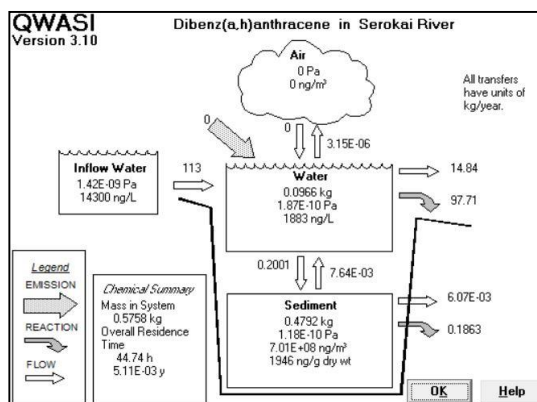 QWASI
Version 3.10
Dibenz(a,h)anthracene in Serokai River
Air
0 Pa
0 ng/m³
All transfers
have units of
kg/year.
0
0
3.15E-06
Inflow Water
1.42E-09 Pa
14300 ng/L
113
Water
0.0966 kg
1.87E-10 Pa
1883 ng/L
14.84
97.71
0.2001
7.64E-03
Legend
EMISSION
REACTION
FLOW
Chemical Summary
Mass in System
0.5758 kg
Overall Residence
Time
44.74 h
5.11E-03 y
Sediment
0.4792 kg
1.18E-10 Pa
7.01E+08 ng/m³
1946 ng/g dry wt
6.07E-03
0.1863
OK
Help